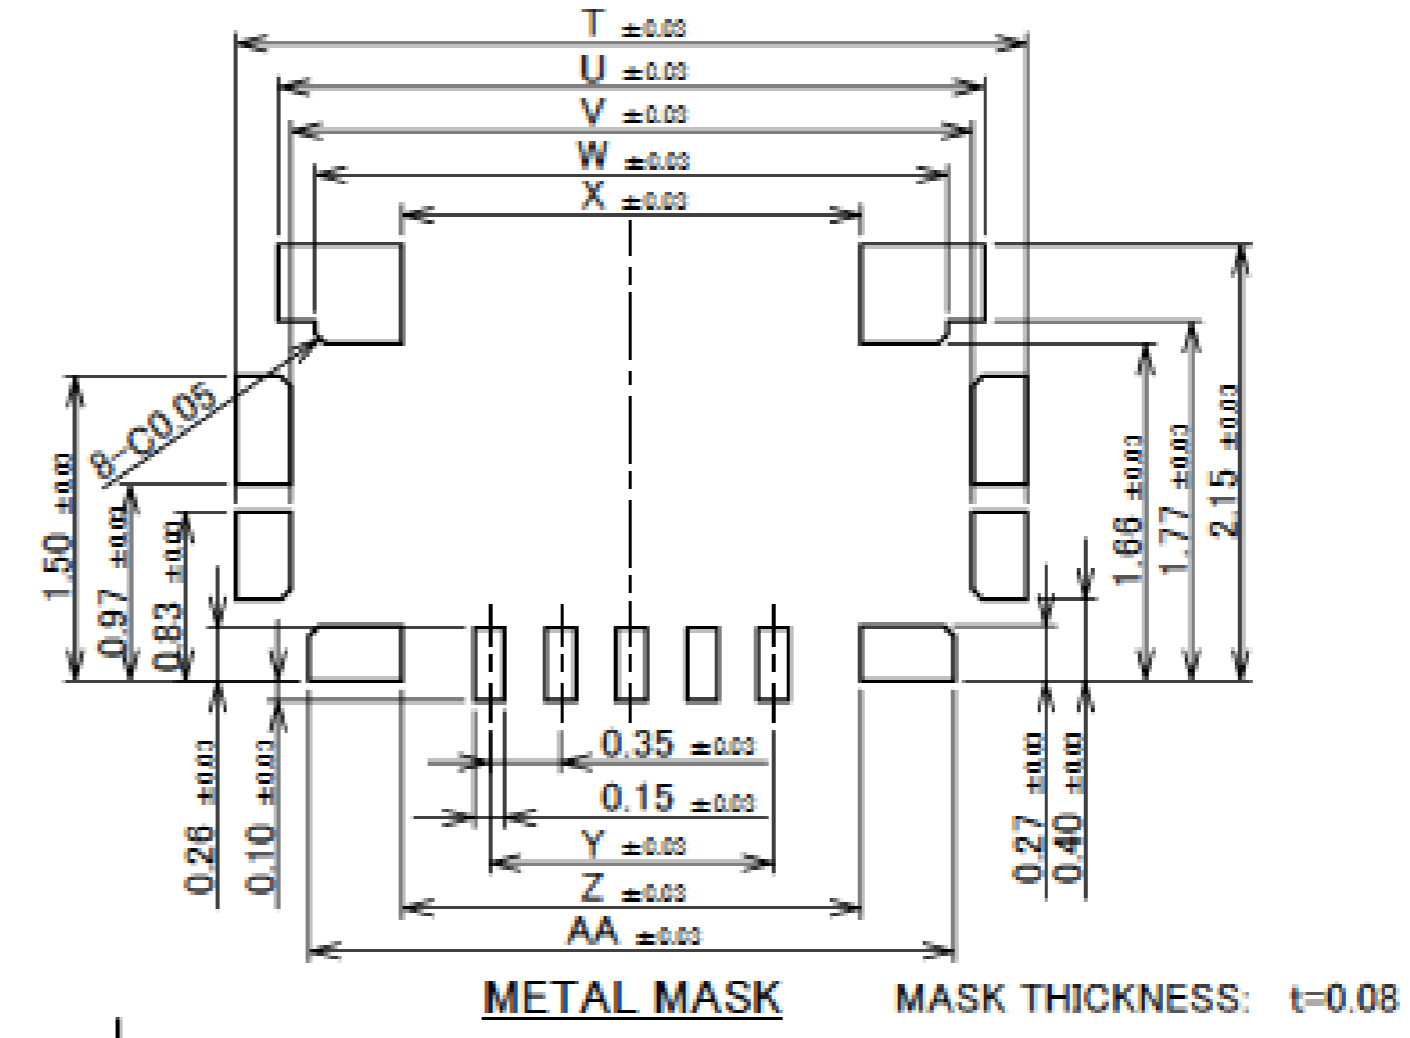 T ±0.03
U ±0.03
V ±0.03
W ±0.03
X ±0.03
8-C0.05
1.50 ±0.03
0.97 ±0.03
0.83 ±0.03
1.66 ±0.03
1.77 ±0.03
2.15 ±0.03
0.26 ±0.03
0.10 ±0.03
0.35 ±0.03
0.15 ±0.03
Y ±0.03
Z ±0.03
AA ±0.03
0.27 ±0.03
0.40 ±0.03
METAL MASK MASK THICKNESS: t=0.08